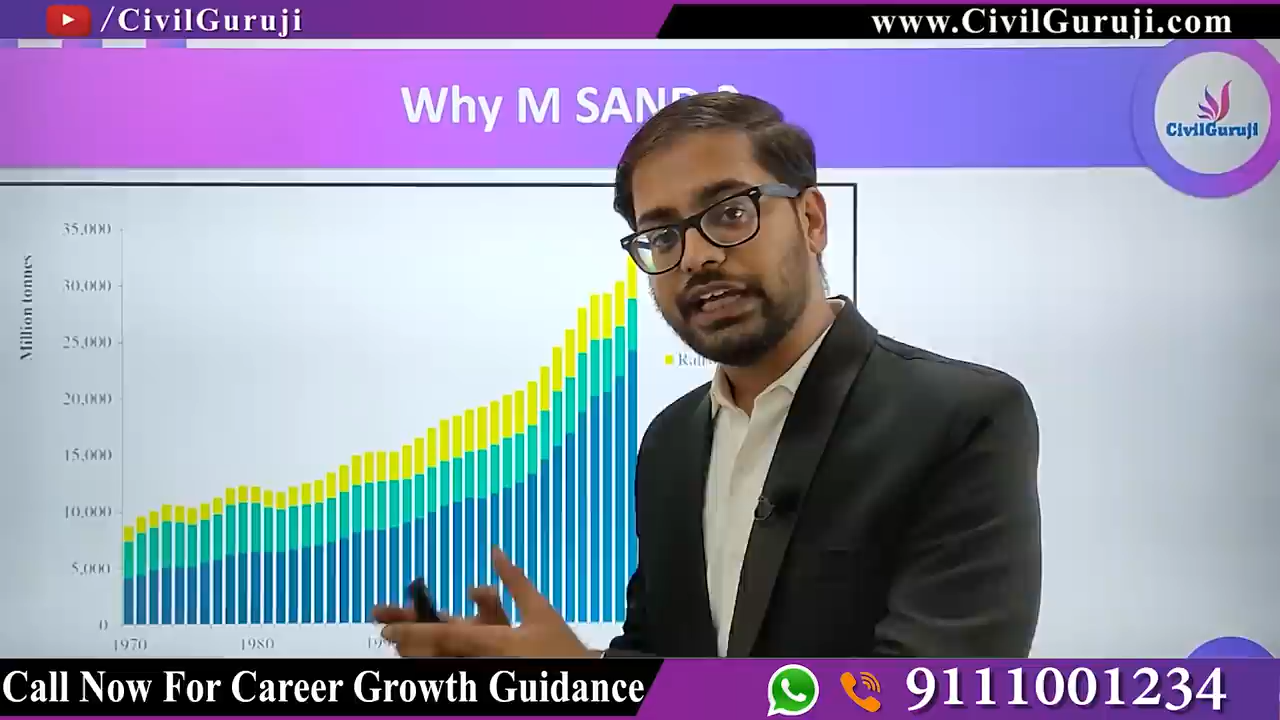 /CivilGuruji
www.CivilGuruji.com
Why M SAND ?
CivilGuruji
35,000
30,000
25,000
20,000
15,000
10,000
5,000
0
Million tonnes
1970
1980
Call Now For Career Growth Guidance
9111001234